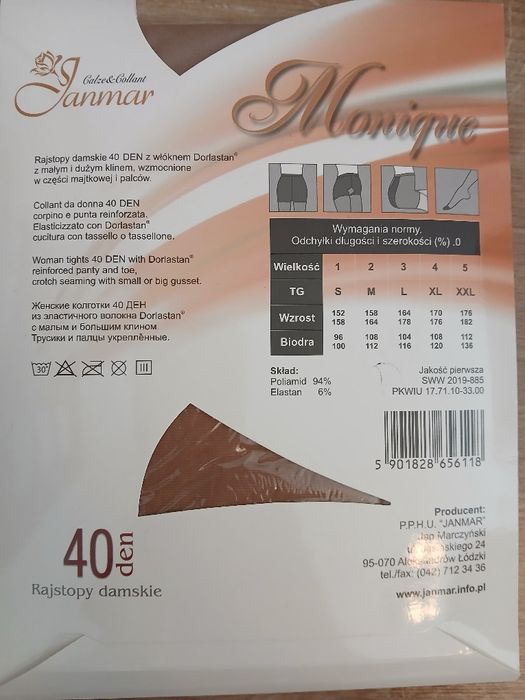 Calze&Collant
Janmar
Monique
Rajstopy damskie 40 DEN z włóknem Dorlastan®
z małym i dużym klinem, wzmocnione
w części majtkowej i palców.
Collant da donna 40 DEN
corpino e punta reinforzata.
Elasticizzato con Dorlastan®
cucitura con tassello o tassellone.
Woman tights 40 DEN with Dorlastan®
reinforced panty and toe,
crotch seaming with small or big gusset.
Женские колготки 40 ДЕН
из эластичного волокна Dorlastan®
с малым и большим клином
Трусики и пальцы укреплённые.
30°
Wymagania normy.
Odchyłki długości i szerokości (%) .0
Wielkość 1 2 3 4 5
TG S M L XL XXL
Wzrost 152 158 164 170 176
158 164 178 176 182
Biodra 96 108 104 108 112
100 112 116 120 136
Skład:
Poliamid 94%
Elastan 6%
Jakość pierwsza
SWW 2019-885
PKWIU 17.71.10-33.00
5 901828 656118
40 den
Rajstopy damskie
Producent:
P.P.H.U. "JANMAR"
Jan Marczyński
24
95-070 Aleksandrów Łódzki
tel./fax: (042) 712 34 36
www.janmar.info.pl